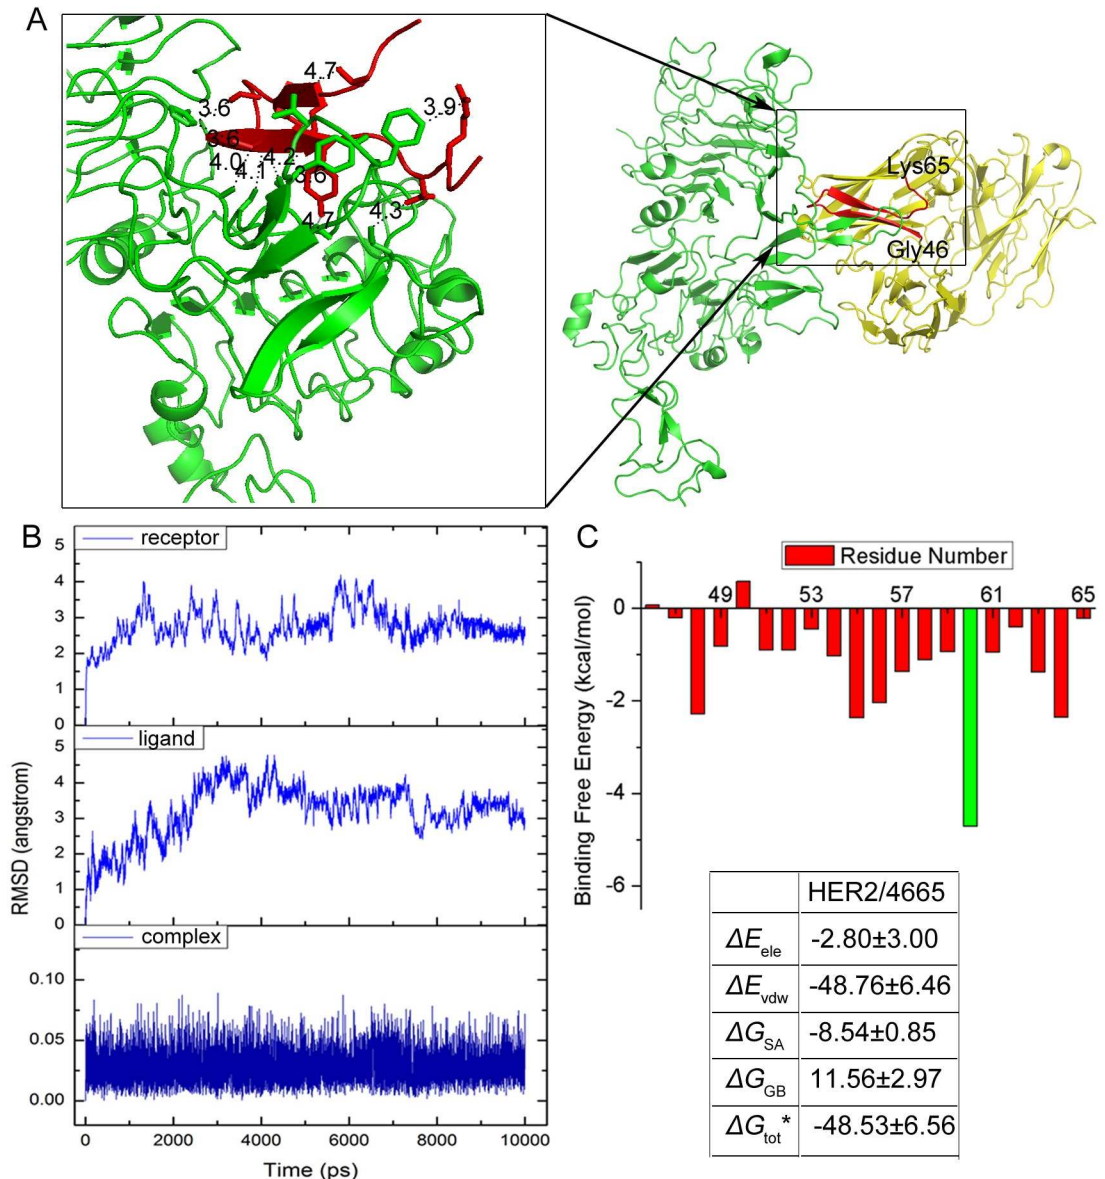 A
4.7
3.6
3.9
3.6
4.0
4.1
4.2
3.6
4.3
4.7
Lys65
Gly46
B
receptor
5
4
3
2
1
0
ligand
5
4
3
2
1
0
complex
0.10
0.05
0.00
RMSD (angstrom)
0 2000 4000 6000 8000 10000
Time (ps)
C
Residue Number
49 53 57 61 65
0
-2
-4
-6
Binding Free Energy (kcal/mol)
HER2/4665
ΔEele -2.80±3.00
ΔEvdw -48.76±6.46
ΔGSA -8.54±0.85
ΔGGB 11.56±2.97
ΔGtot* -48.53±6.56